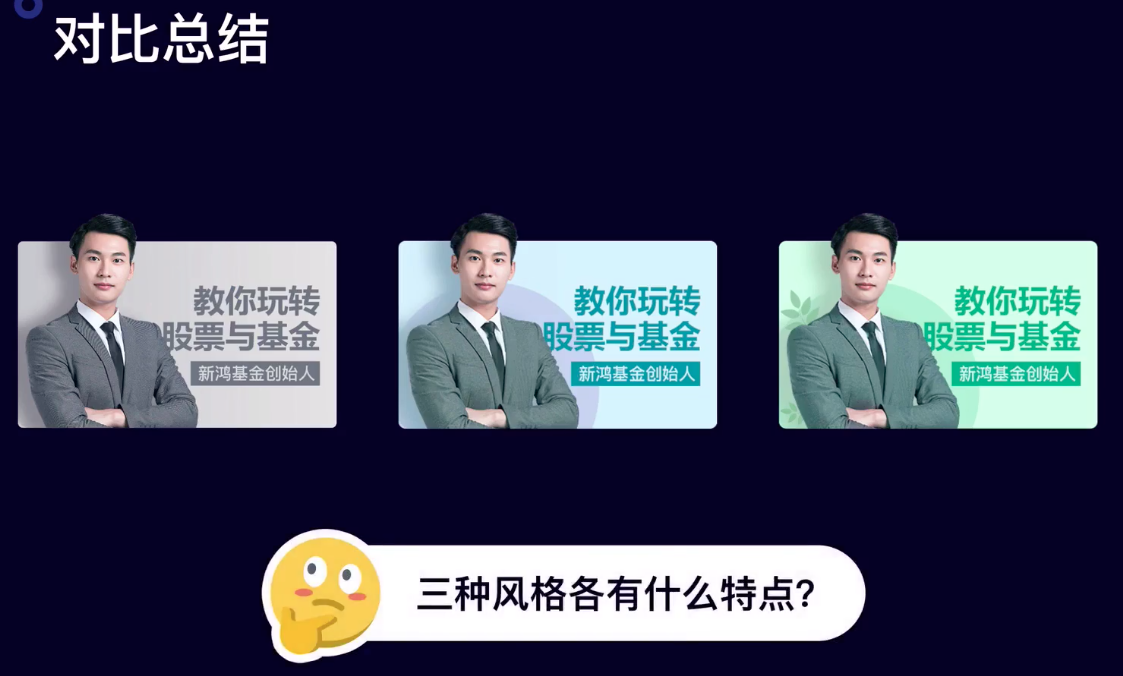 对比总结
教你玩转
股票与基金
新鸿基金创始人
教你玩转
股票与基金
新鸿基金创始人
教你玩转
股票与基金
新鸿基金创始人
三种风格各有什么特点?